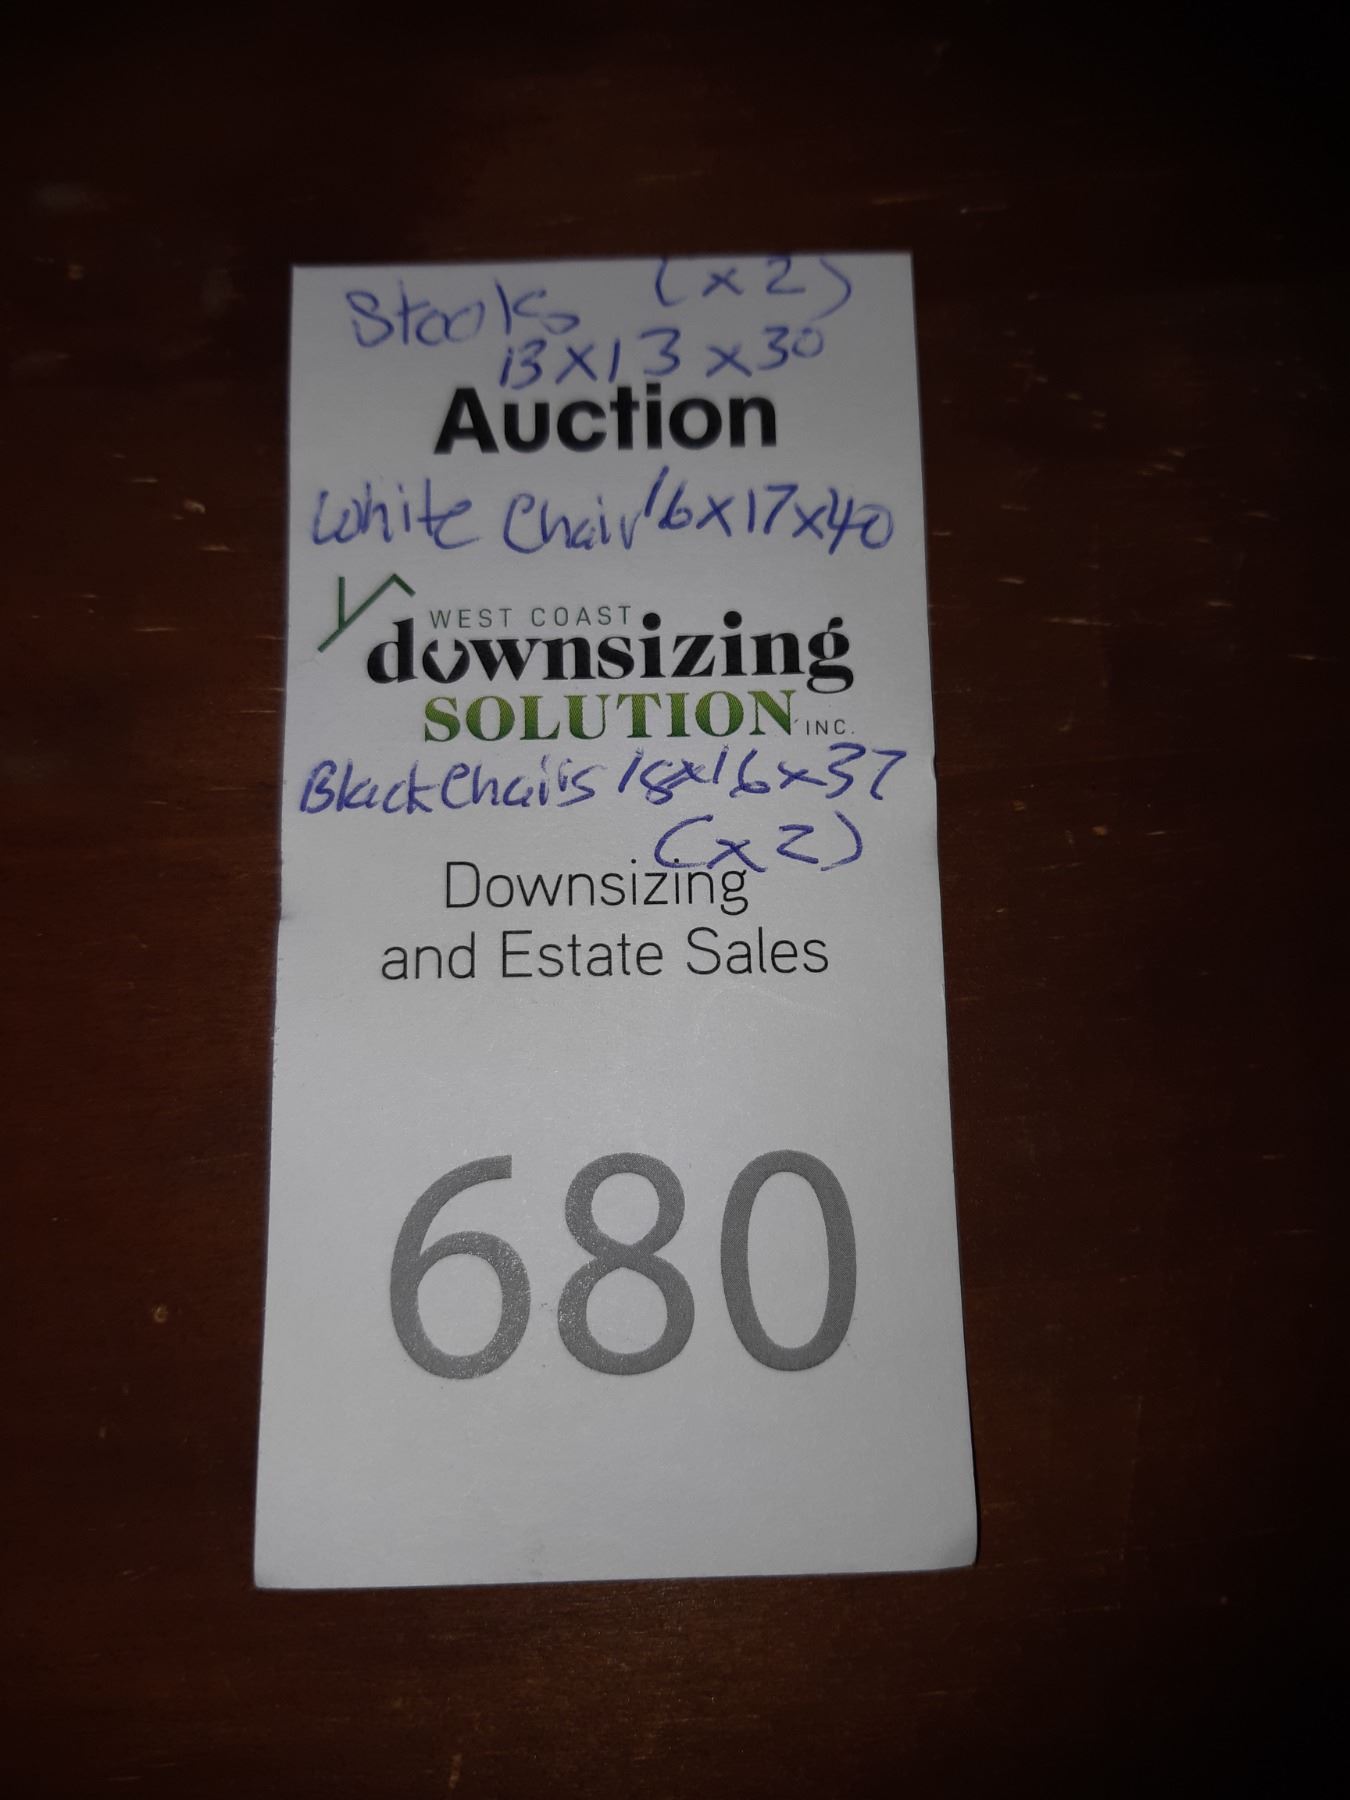 Stools (x2)
13x13x30
Auction
White Chair 16x17x40
WEST COAST
downsizing
SOLUTION INC.
Black Chairs 18x16x37
(x2)
Downsizing
and Estate Sales
680